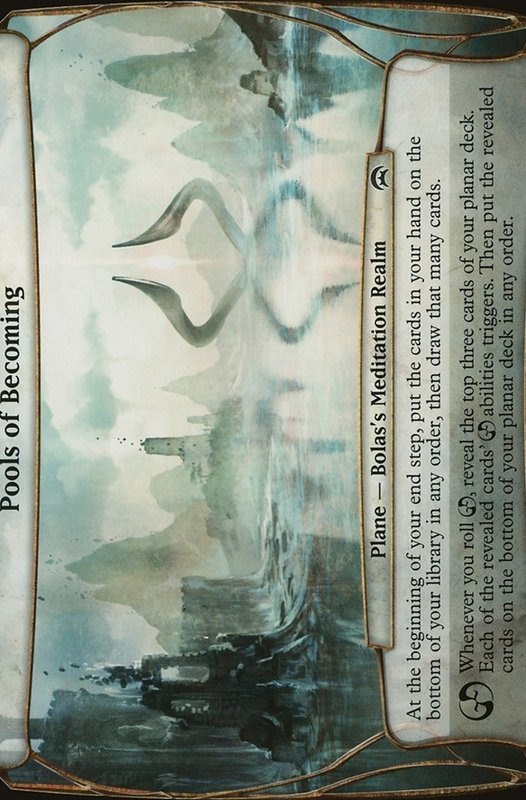 Pools of Becoming
Plane — Bolas's Meditation Realm
At the beginning of your end step, put the cards in your hand on the
bottom of your library in any order, then draw that many cards.
Whenever you roll , reveal the top three cards of your planar deck.
Each of the revealed cards' abilities triggers. Then put the revealed
cards on the bottom of your planar deck in any order.